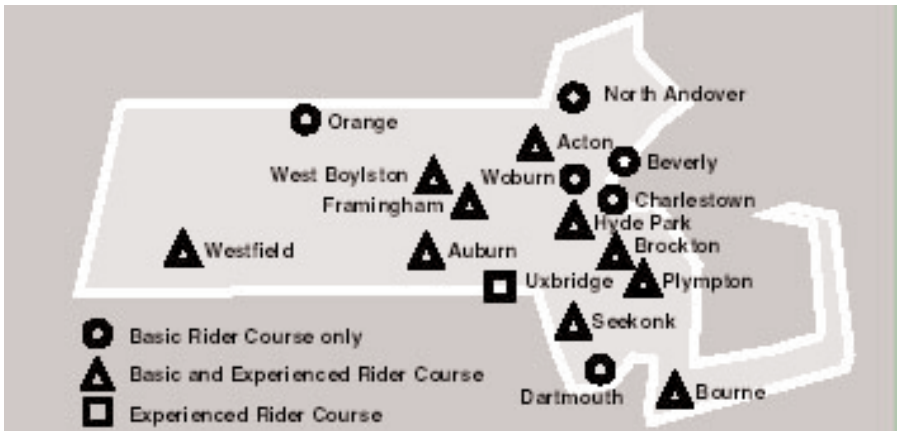 North Andover
Orange
Acton
Beverly
West Boylston
Woburn
Framingham
Charlestown
Hyde Park
Westfield
Auburn
Brockton
Uxbridge
Plympton
Seekonk
Basic Rider Course only
Basic and Experienced Rider Course
Dartmouth
Bourne
Experienced Rider Course